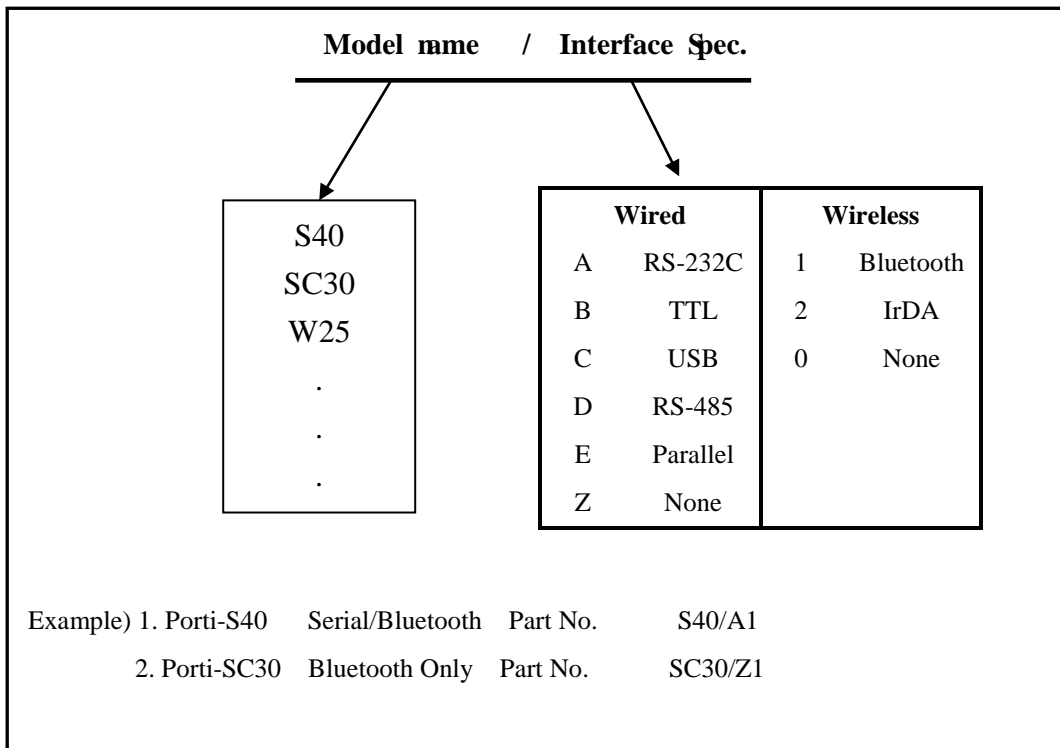 Model name / Interface Spec.
S40
SC30
W25
.
.
.
Wired Wireless
A RS-232C 1 Bluetooth
B TTL 2 IrDA
C USB 0 None
D RS-485
E Parallel
Z None
Example) 1. Porti-S40 Serial/Bluetooth Part No. S40/A1
2. Porti-SC30 Bluetooth Only Part No. SC30/Z1